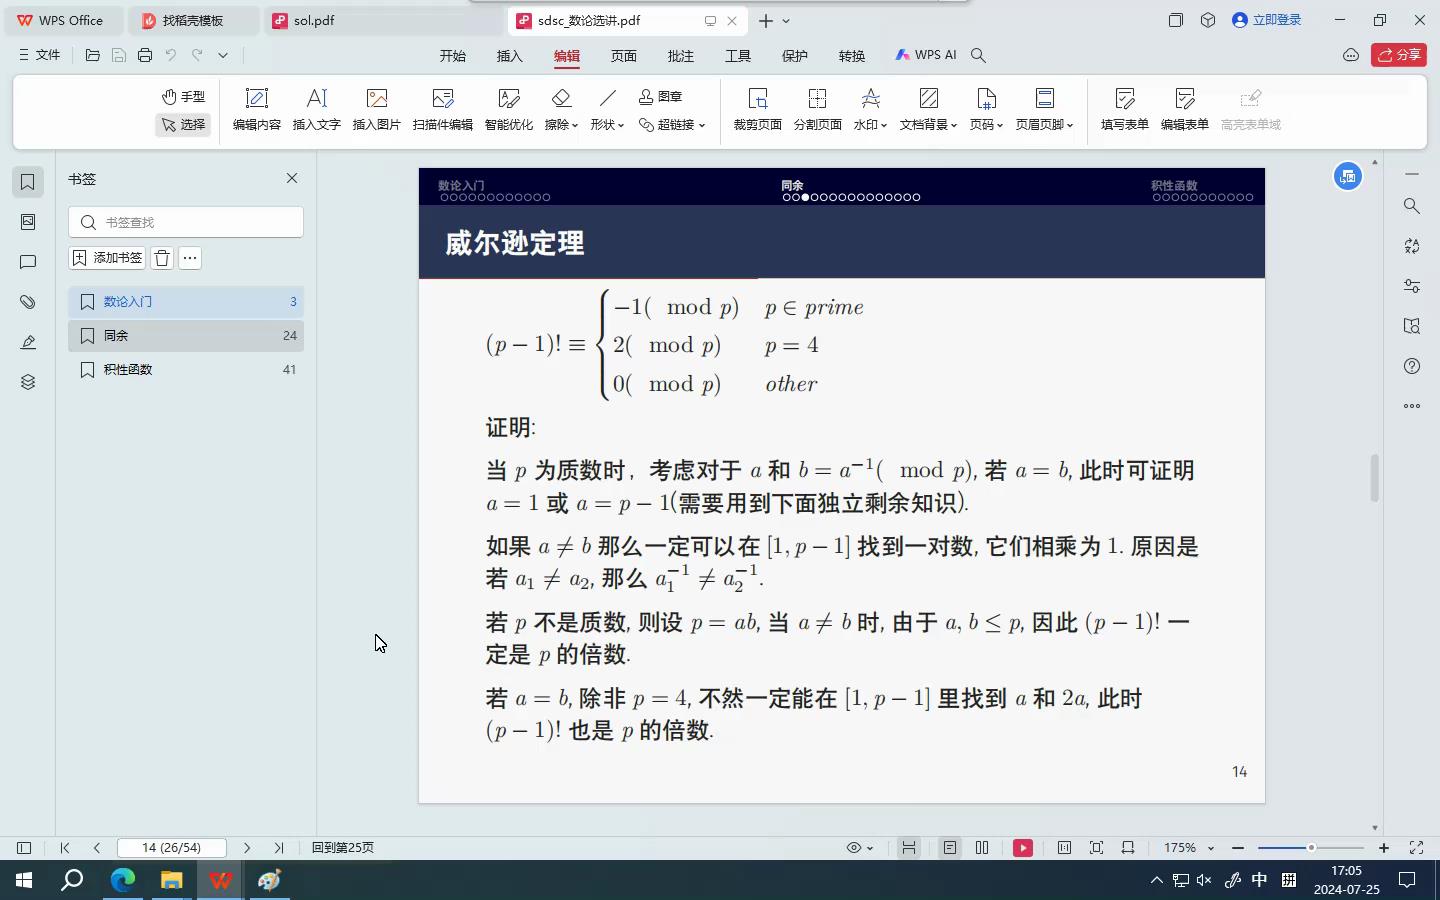 WPS Office
找稻壳模板
sol.pdf
sdsc_数论选讲.pdf
立即登录
文件
开始
插入
编辑
页面
批注
工具
保护
转换
WPS AI
分享
手型
选择
编辑内容
插入文字
插入图片
扫描件编辑
智能优化
擦除
形状
图章
超链接
裁剪页面
分割页面
水印
文档背景
页码
页眉页脚
填写表单
编辑表单
高亮表单域
书签
书签查找
添加书签
数论入门 3
同余 24
积性函数 41
数论入门
同余
积性函数
威尔逊定理
(p − 1)! ≡ { −1( mod p) p ∈ prime
2( mod p) p = 4
0( mod p) other
证明:
当 p 为质数时，考虑对于 a 和 b = a⁻¹( mod p), 若 a = b, 此时可证明
a = 1 或 a = p − 1(需要用到下面独立剩余知识).
如果 a ≠ b 那么一定可以在 [1, p − 1] 找到一对数, 它们相乘为 1. 原因是
若 a₁ ≠ a₂, 那么 a₁⁻¹ ≠ a₂⁻¹.
若 p 不是质数, 则设 p = ab, 当 a ≠ b 时, 由于 a, b ≤ p, 因此 (p − 1)! 一
定是 p 的倍数.
若 a = b, 除非 p = 4, 不然一定能在 [1, p − 1] 里找到 a 和 2a, 此时
(p − 1)! 也是 p 的倍数.
14
14 (26/54)
回到第25页
175%
中
拼
17:05
2024-07-25